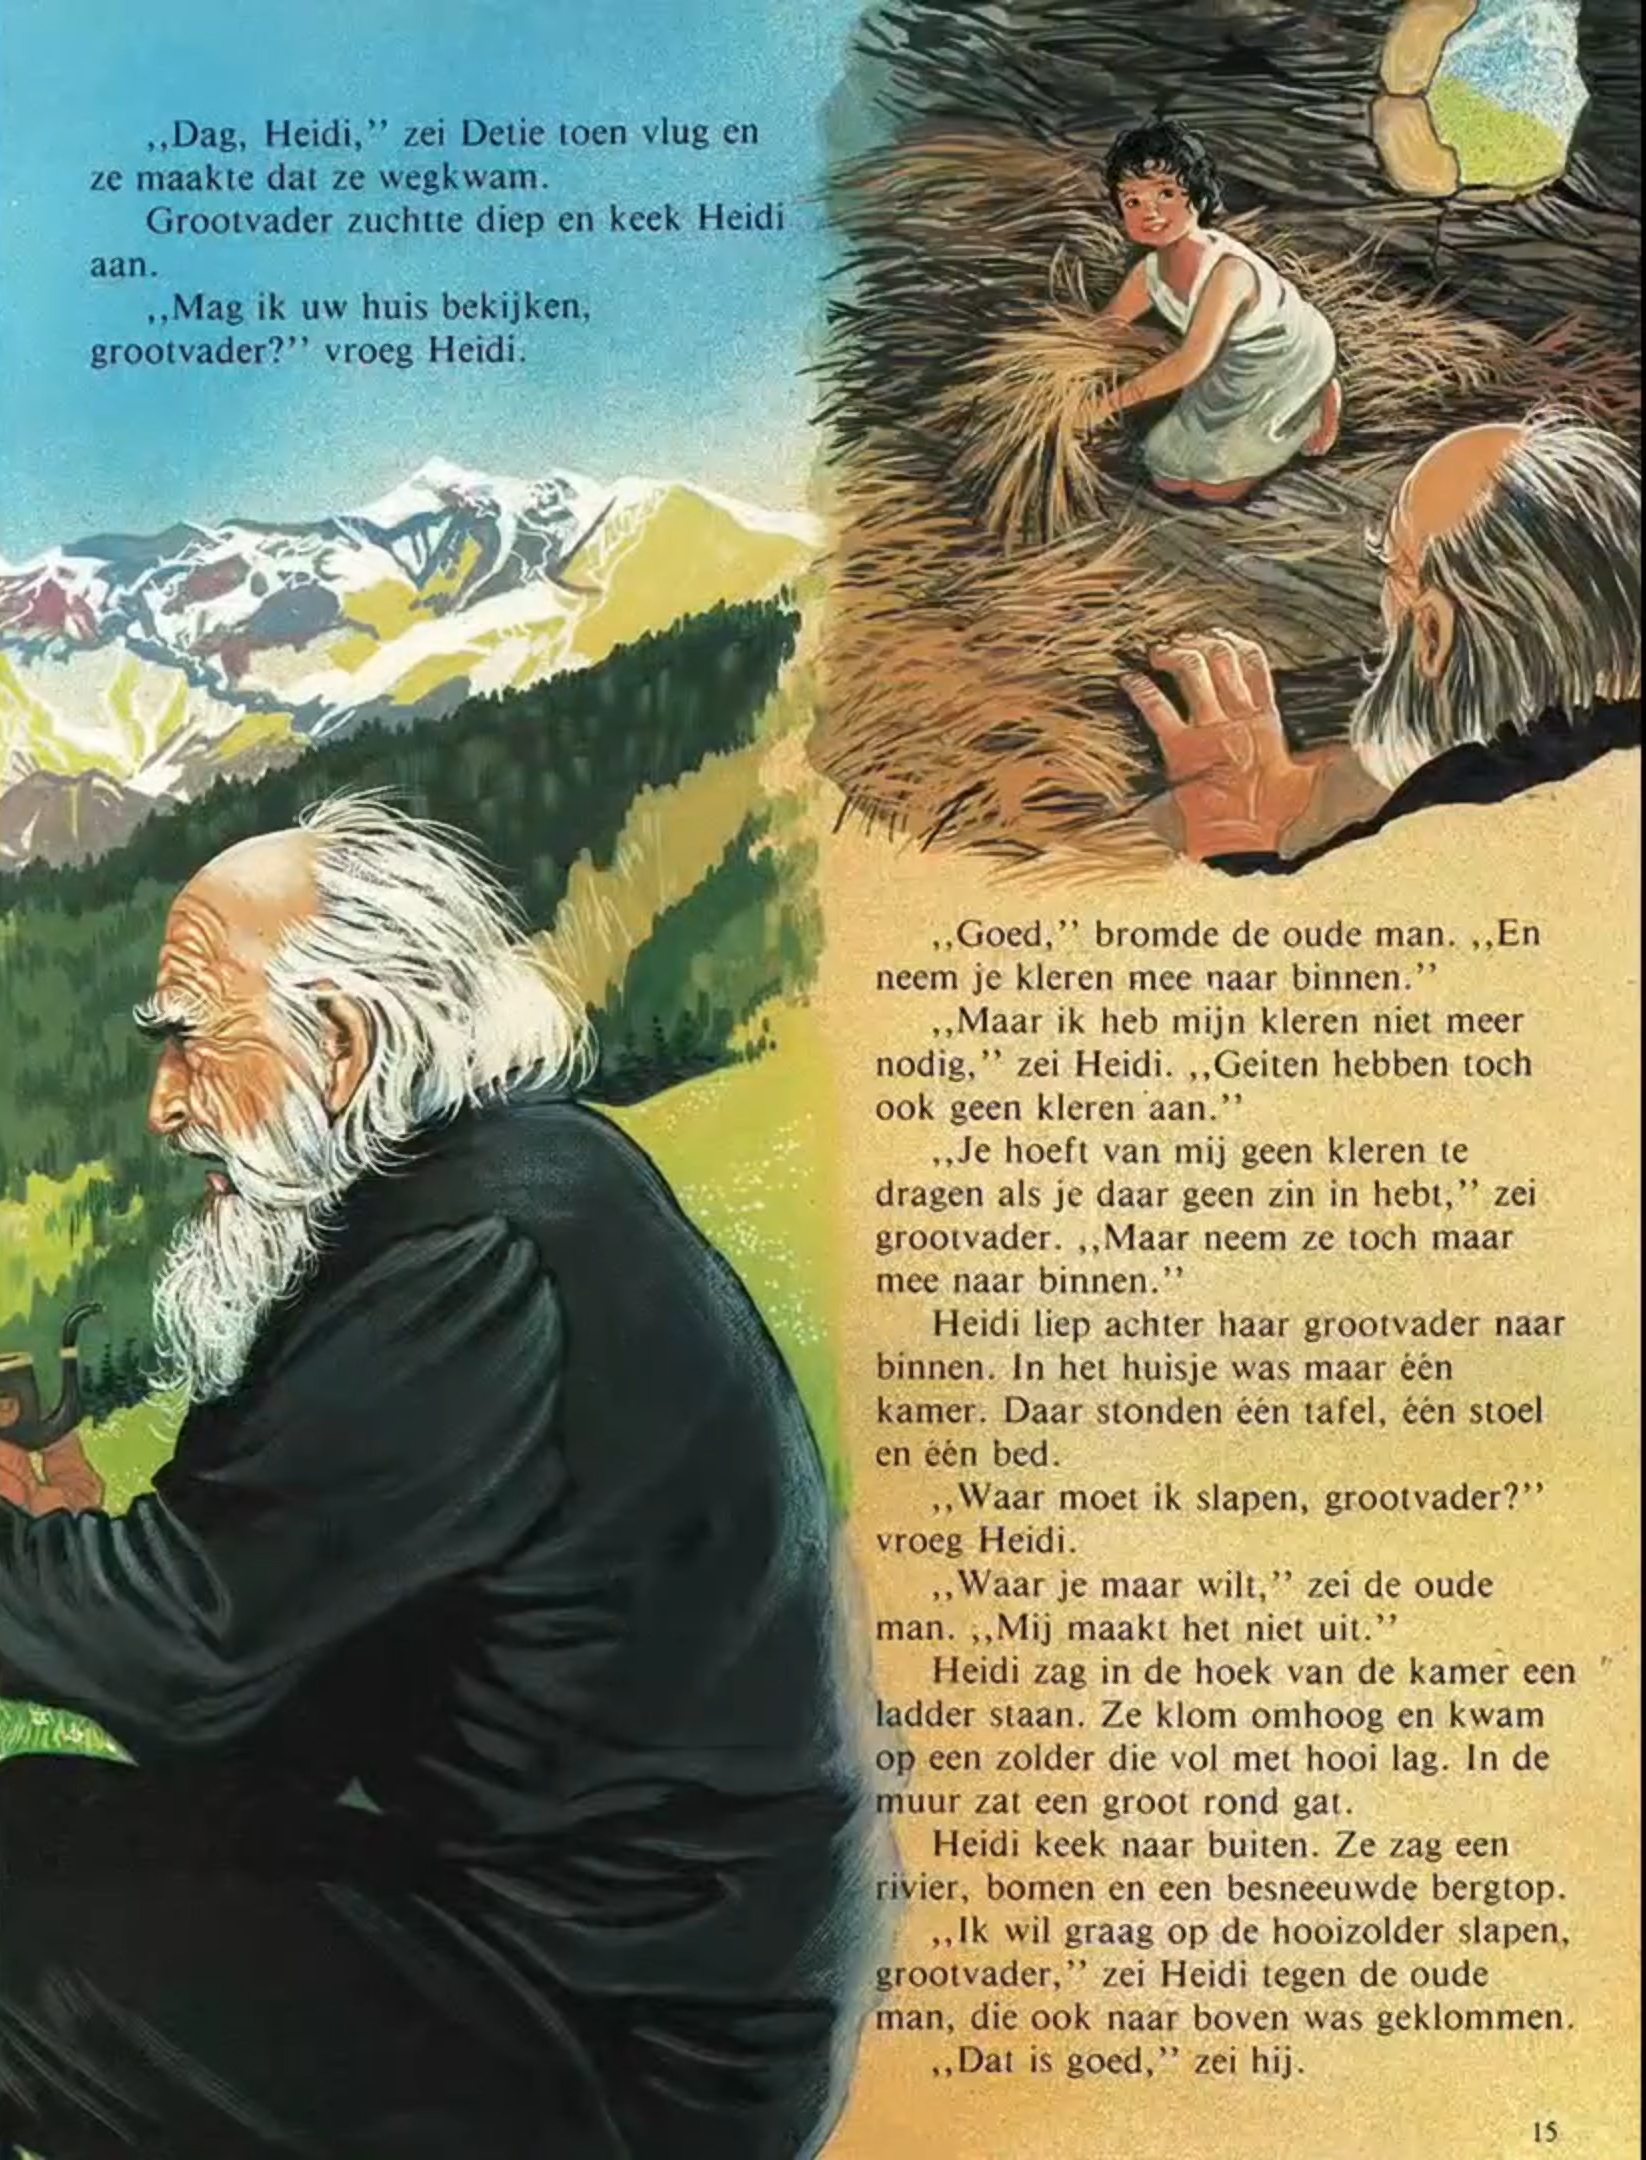 ,,Dag, Heidi,’’ zei Detie toen vlug en
ze maakte dat ze wegkwam.
Grootvader zuchtte diep en keek Heidi
aan.
,,Mag ik uw huis bekijken,
grootvader?’’ vroeg Heidi.
,,Goed,’’ bromde de oude man. ,,En
neem je kleren mee naar binnen.’’
,,Maar ik heb mijn kleren niet meer
nodig,’’ zei Heidi. ,,Geiten hebben toch
ook geen kleren aan.’’
,,Je hoeft van mij geen kleren te
dragen als je daar geen zin in hebt,’’ zei
grootvader. ,,Maar neem ze toch maar
mee naar binnen.’’
Heidi liep achter haar grootvader naar
binnen. In het huisje was maar één
kamer. Daar stonden één tafel, één stoel
en één bed.
,,Waar moet ik slapen, grootvader?’’
vroeg Heidi.
,,Waar je maar wilt,’’ zei de oude
man. ,,Mij maakt het niet uit.’’
Heidi zag in de hoek van de kamer een
ladder staan. Ze klom omhoog en kwam
op een zolder die vol met hooi lag. In de
muur zat een groot rond gat.
Heidi keek naar buiten. Ze zag een
rivier, bomen en een besneeuwde bergtop.
,,Ik wil graag op de hooizolder slapen,
grootvader,’’ zei Heidi tegen de oude
man, die ook naar boven was geklommen.
,,Dat is goed,’’ zei hij.
15